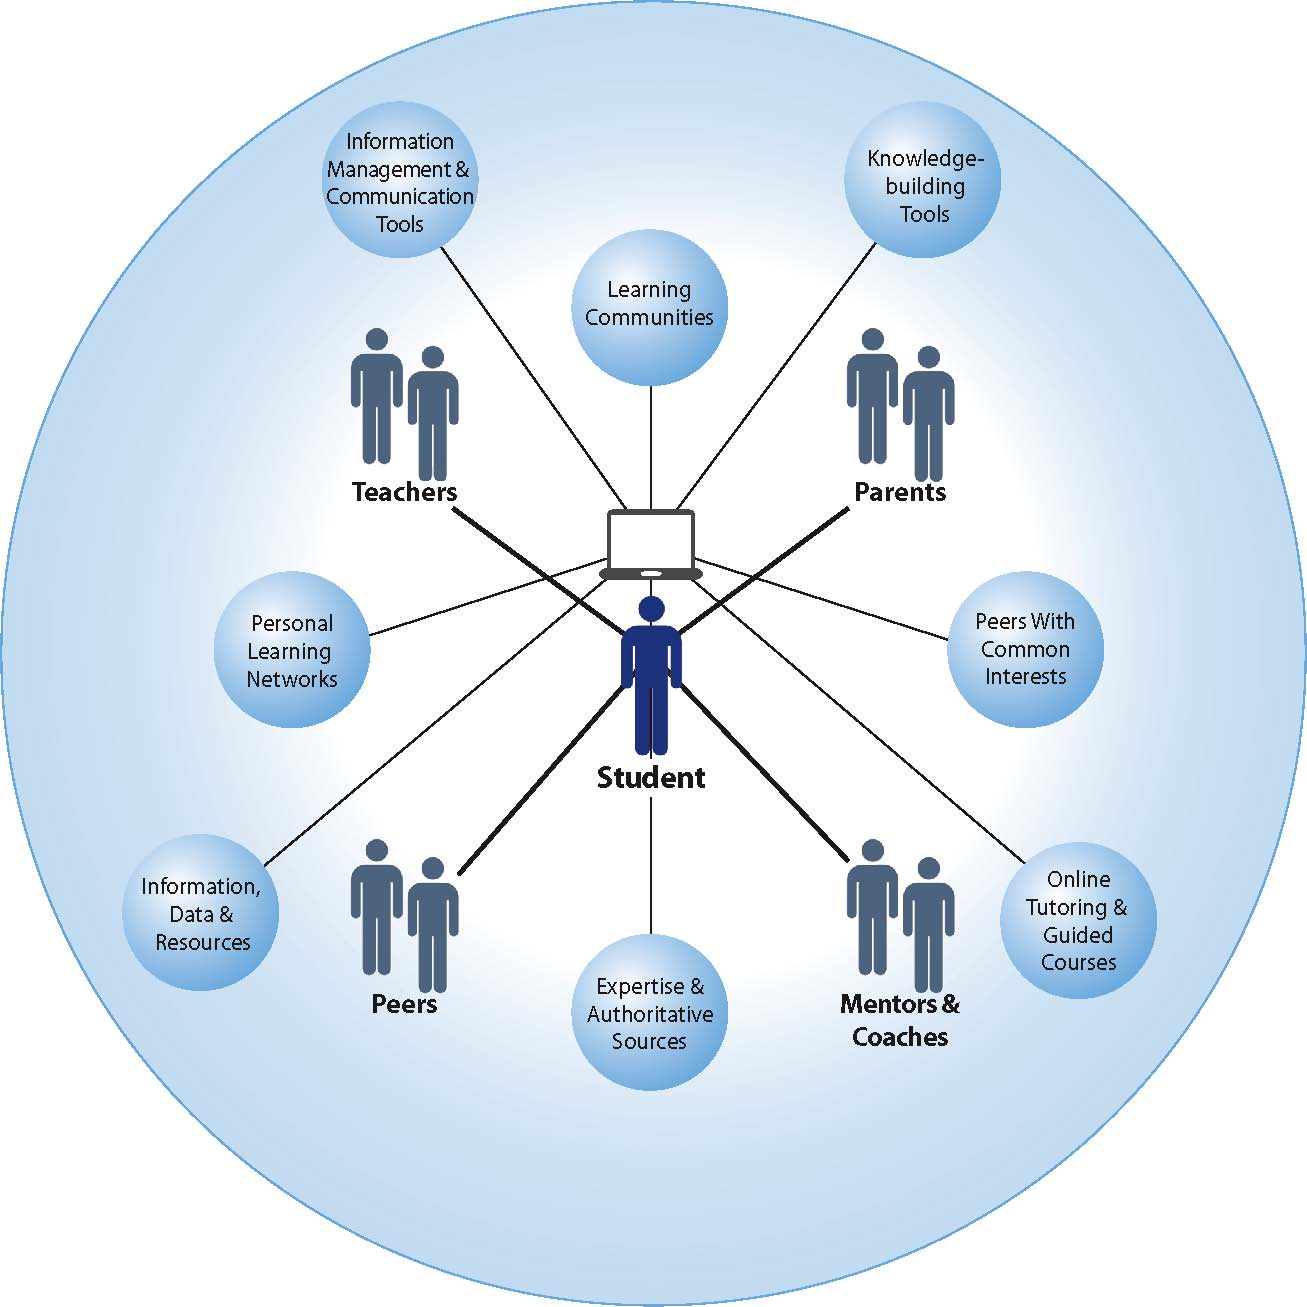 Information
Management &
Communication
Tools
Knowledge-
building
Tools
Learning
Communities
Teachers
Parents
Personal
Learning
Networks
Peers With
Common
Interests
Student
Information,
Data &
Resources
Peers
Expertise &
Authoritative
Sources
Mentors &
Coaches
Online
Tutoring &
Guided
Courses